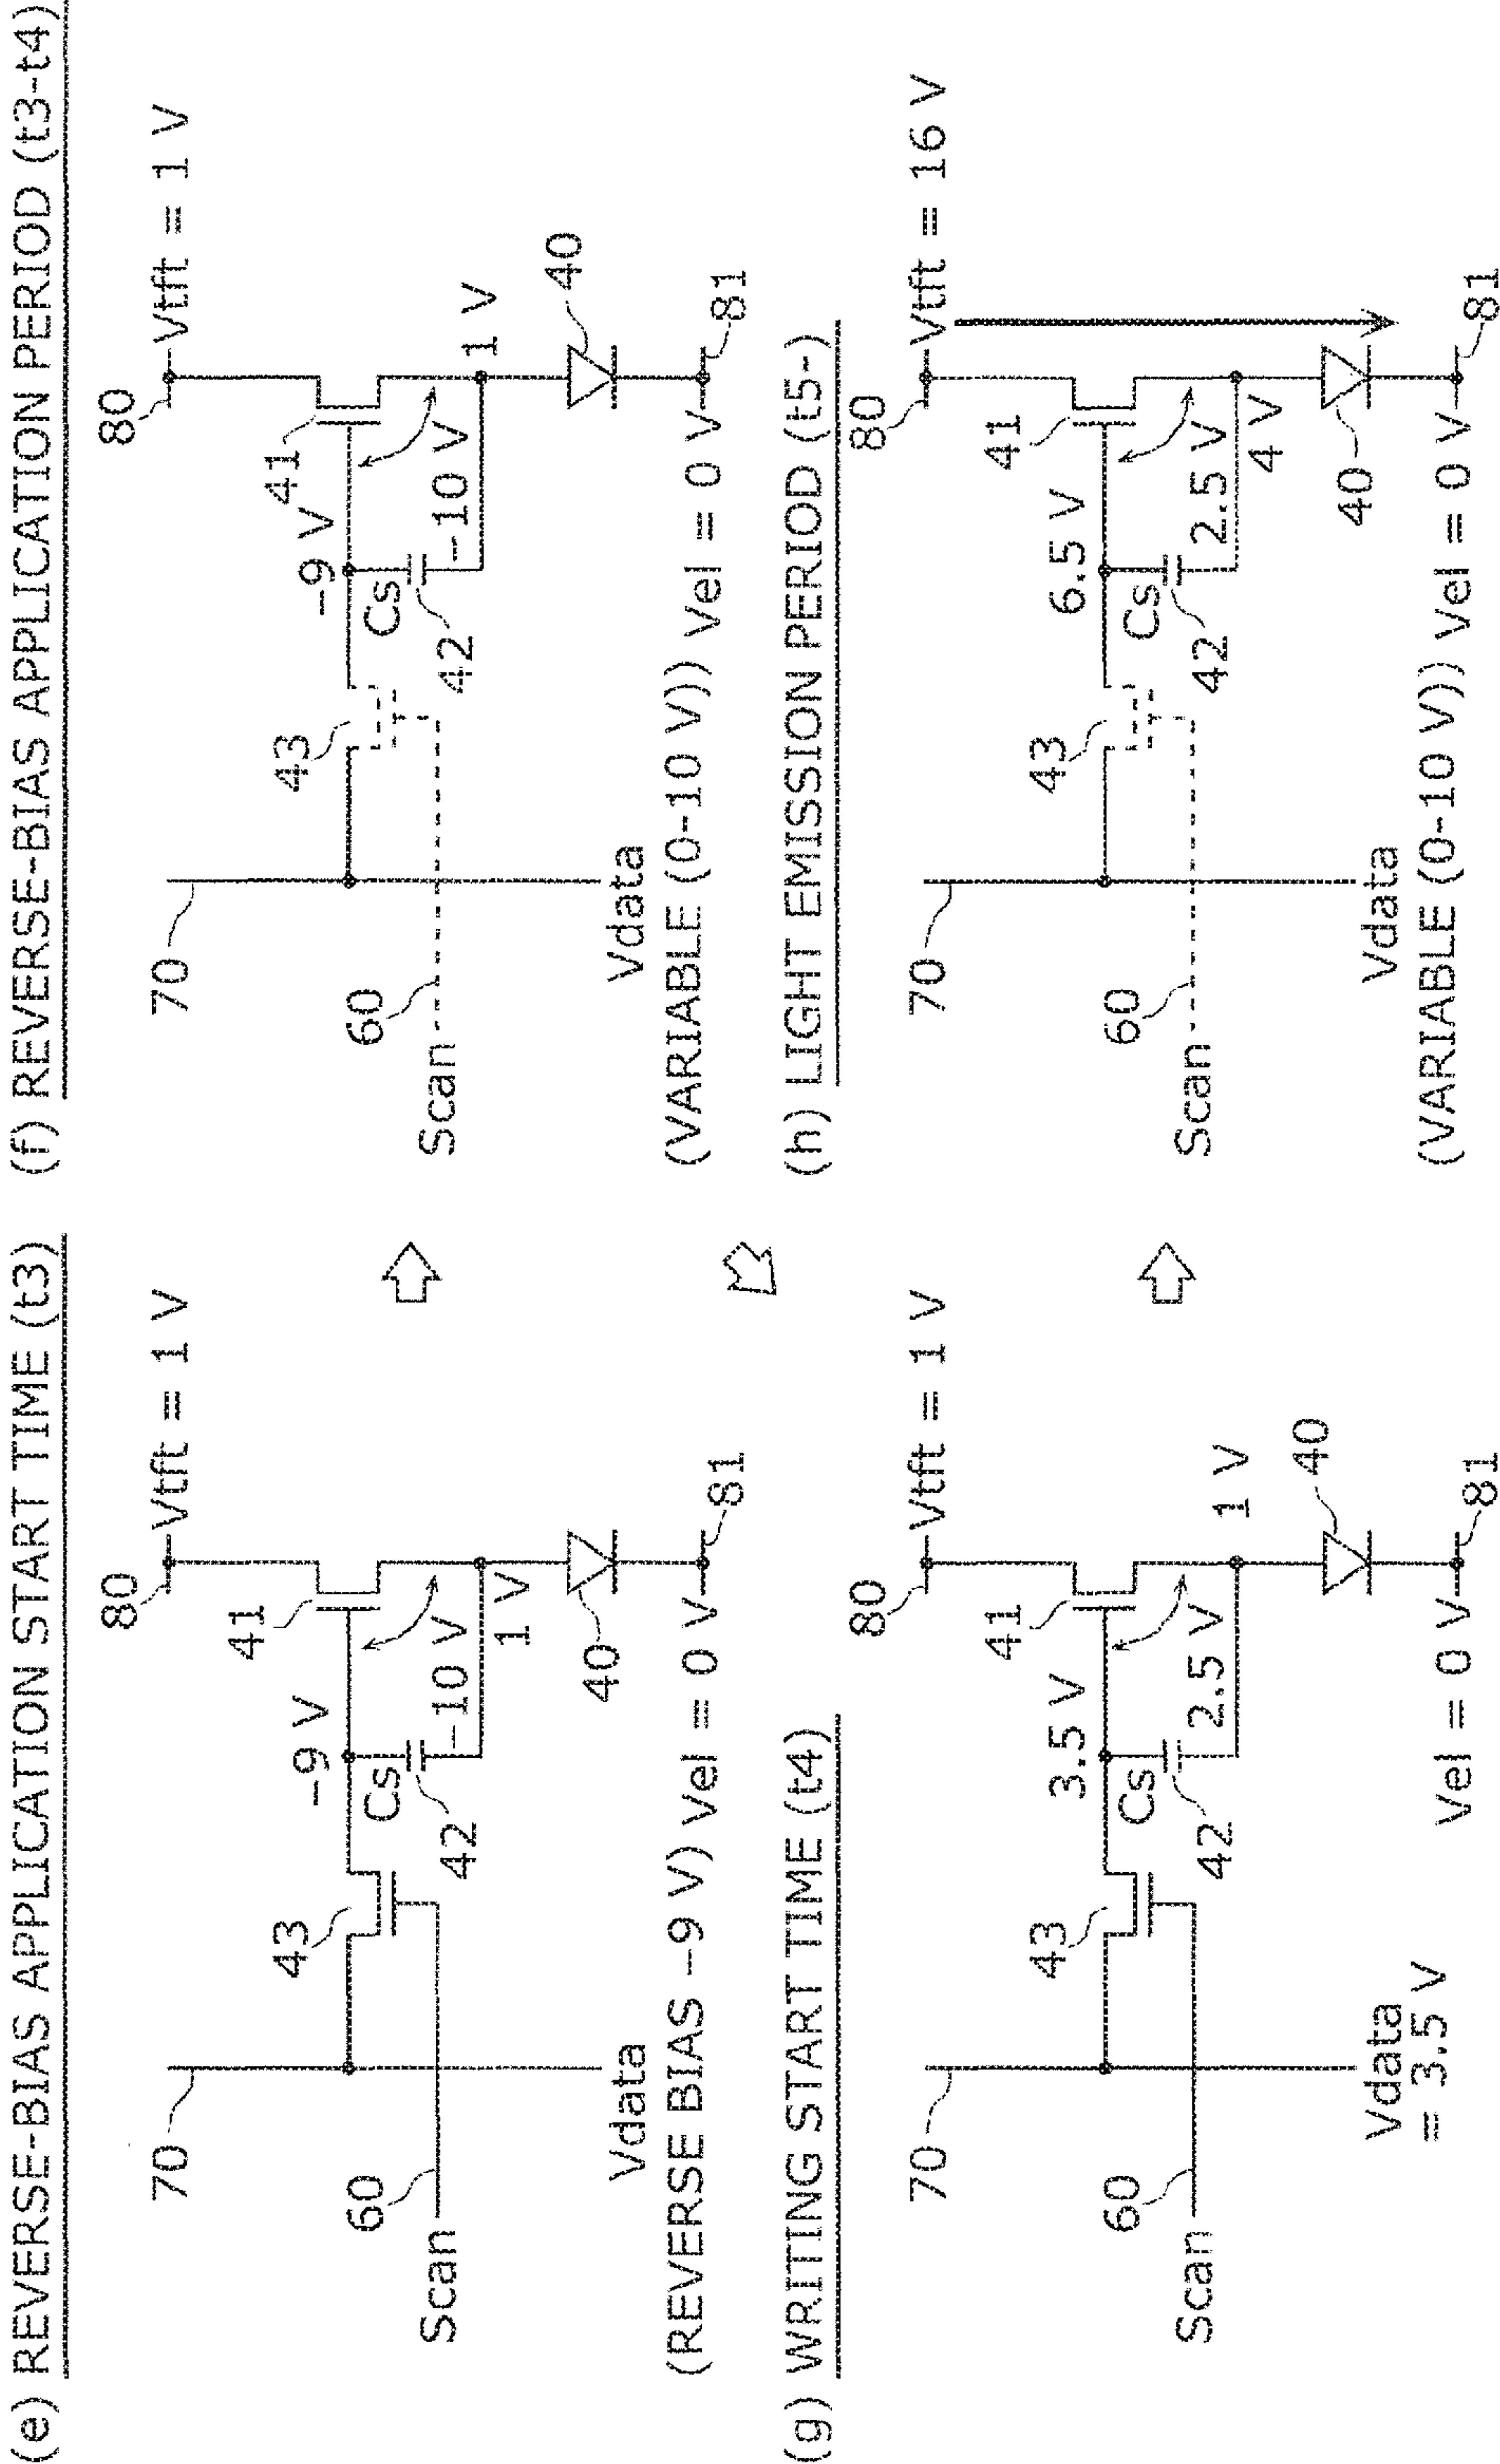 (e) REVERSE-BIAS APPLICATION START TIME (t3)
80
Vtft = 1 V
41
-9 V
-10 V
Cs
42
43
1 V
40
70
60
Scan
Vdata
(REVERSE BIAS -9 V)
Vel = 0 V
81
(f) REVERSE-BIAS APPLICATION PERIOD (t3-t4)
80
Vtft = 1 V
41
-9 V
-10 V
Cs
42
43
1 V
40
70
60
Scan
Vdata
(VARIABLE (0-10 V))
Vel = 0 V
81
(g) WRITING START TIME (t4)
80
Vtft = 1 V
41
3.5 V
2.5 V
Cs
42
43
1 V
40
70
60
Scan
Vdata
= 3.5 V
Vel = 0 V
81
(h) LIGHT EMISSION PERIOD (t5-)
80
Vtft = 16 V
41
6.5 V
2.5 V
Cs
42
43
4 V
40
70
60
Scan
Vdata
(VARIABLE (0-10 V))
Vel = 0 V
81